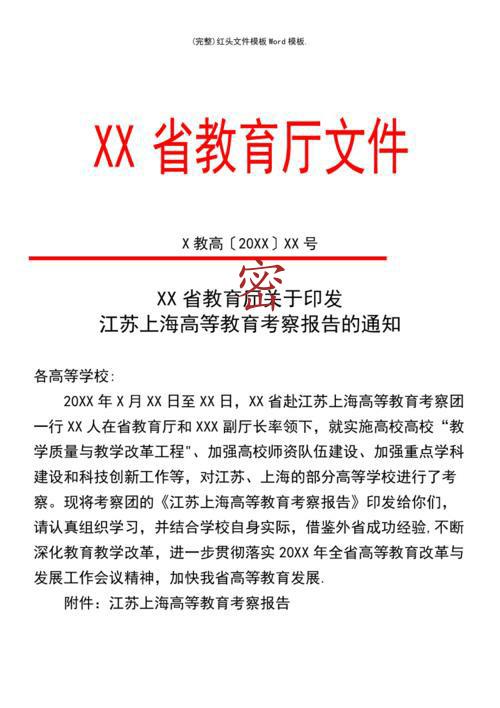 (完整)红头文件模板Word模板.
XX 省教育厅文件
X 教高〔20XX〕XX 号
密
XX 省教育厅关于印发
江苏上海高等教育考察报告的通知
各高等学校:
20XX 年 X 月 XX 日至 XX 日, XX 省赴江苏上海高等教育考察团
一行 XX 人在省教育厅和 XXX 副厅长率领下, 就实施高校高校“教
学质量与教学改革工程"、加强高校师资队伍建设、加强重点学科
建设和科技创新工作等, 对江苏、上海的部分高等学校进行了考
察。现将考察团的《江苏上海高等教育考察报告》印发给你们,
请认真组织学习, 并结合学校自身实际, 借鉴外省成功经验,不断
深化教育教学改革, 进一步贯彻落实 20XX 年全省高等教育改革与
发展工作会议精神, 加快我省高等教育发展.
附件: 江苏上海高等教育考察报告